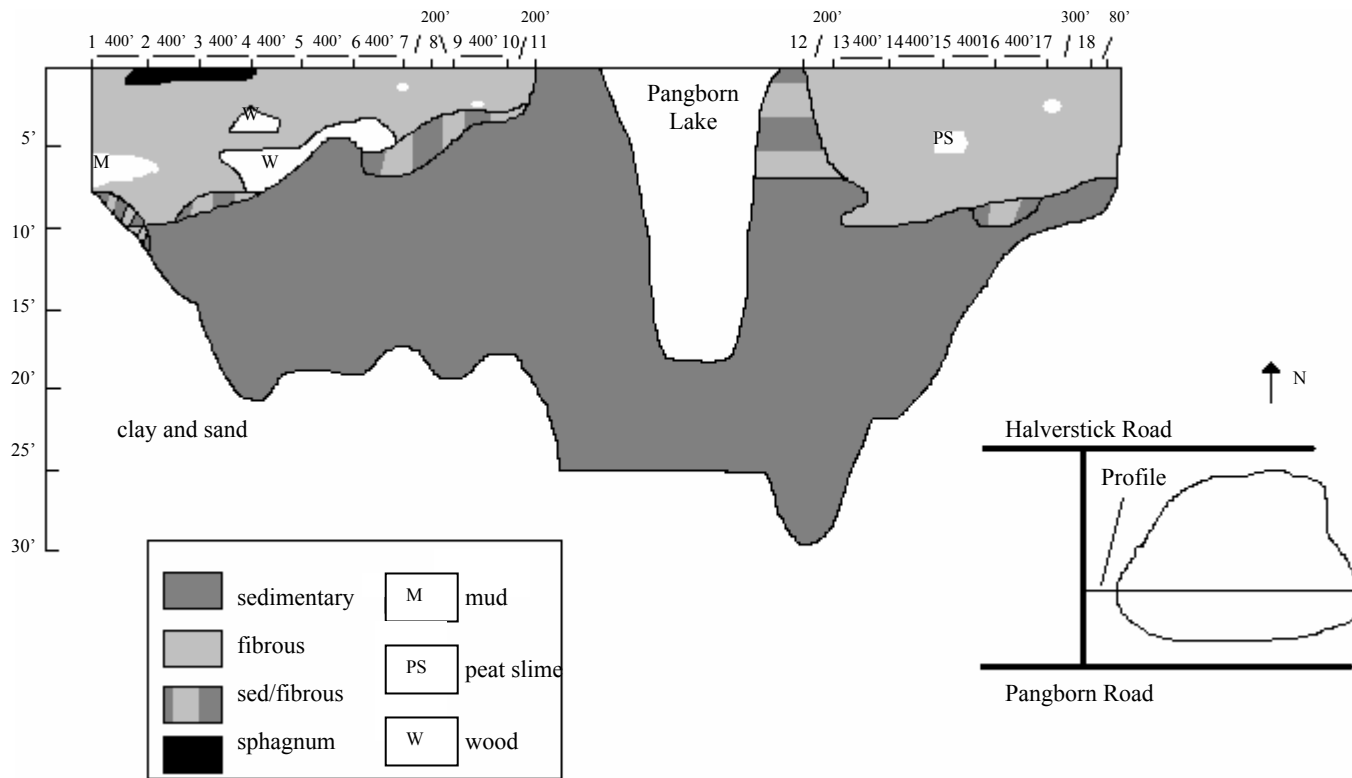 200’ 200’ 200’ 300’ 80’
1 400’ 2 400’ 3 400’ 4 400’ 5 400’ 6 400’ 7 8’ 9 400’ 10 11 12 13 400’ 14 400’ 15 400’ 16 400’ 17 18
Pangborn
Lake
W
5’
PS
M
W
10’
15’
20’
N
clay and sand
Halverstick Road
25’
Profile
30’
sedimentary
M mud
fibrous
PS peat slime
sed/fibrous
Pangborn Road
sphagnum
W wood